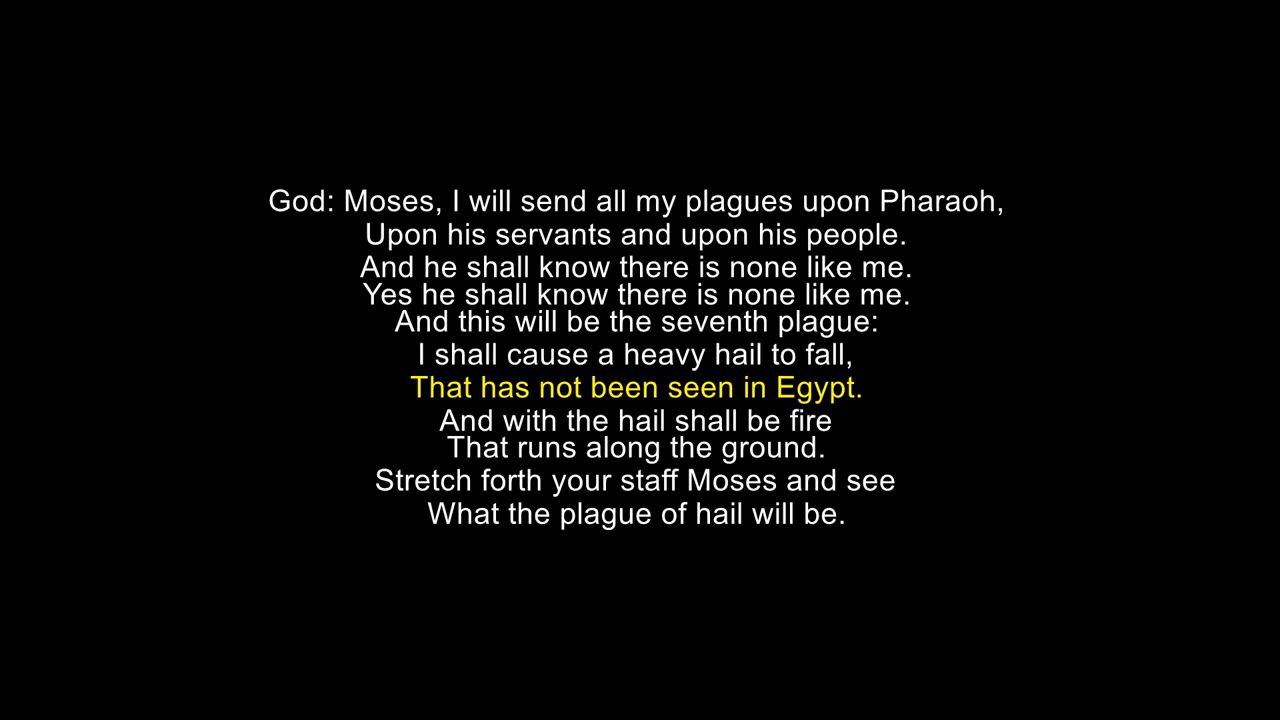 God: Moses, I will send all my plagues upon Pharaoh,
Upon his servants and upon his people.
And he shall know there is none like me.
Yes he shall know there is none like me.
And this will be the seventh plague:
I shall cause a heavy hail to fall,
That has not been seen in Egypt.
And with the hail shall be fire
That runs along the ground.
Stretch forth your staff Moses and see
What the plague of hail will be.